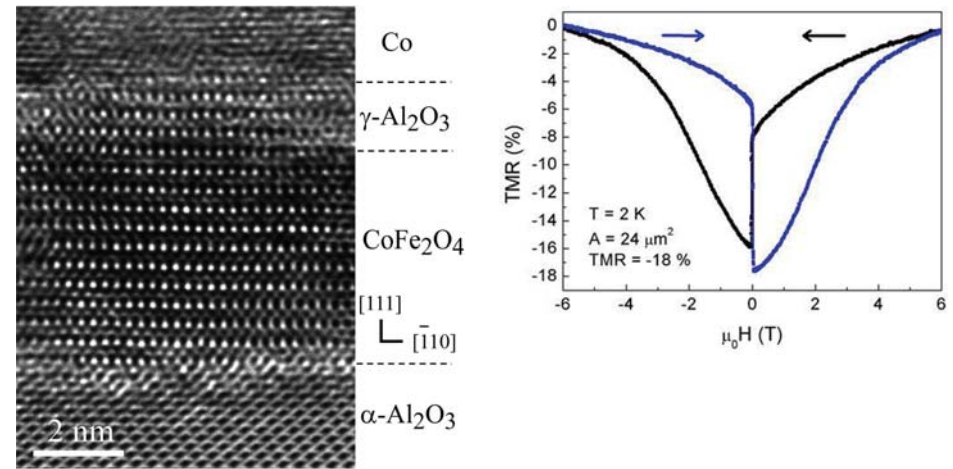 Co
γ-Al₂O₃
CoFe₂O₄
[111]
[1̄10]
α-Al₂O₃
2 nm
TMR (%)
0
-2
-4
-6
-8
-10
-12
-14
-16
-18
T = 2 K
A = 24 μm²
TMR = -18 %
-6 -4 -2 0 2 4 6
μ₀H (T)